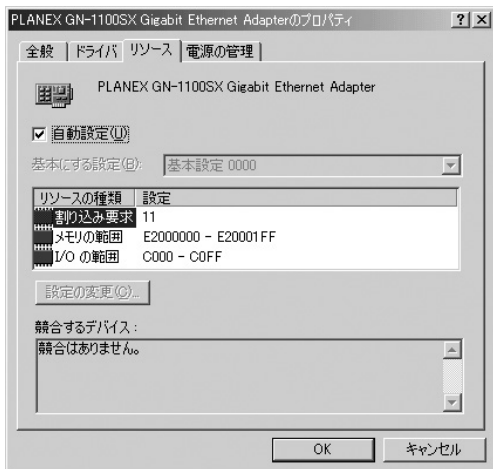 PLANEX GN-1100SX Gigabit Ethernet Adapterのプロパティ
全般 ドライバ リソース 電源の管理
PLANEX GN-1100SX Gigabit Ethernet Adapter
自動設定(U)
基本にする設定(B): 基本設定 0000
リソースの種類 設定
割り込み要求 11
メモリの範囲 E2000000 - E20001FF
I/O の範囲 C000 - C0FF
設定の変更(C)...
競合するデバイス:
競合はありません。
OK キャンセル